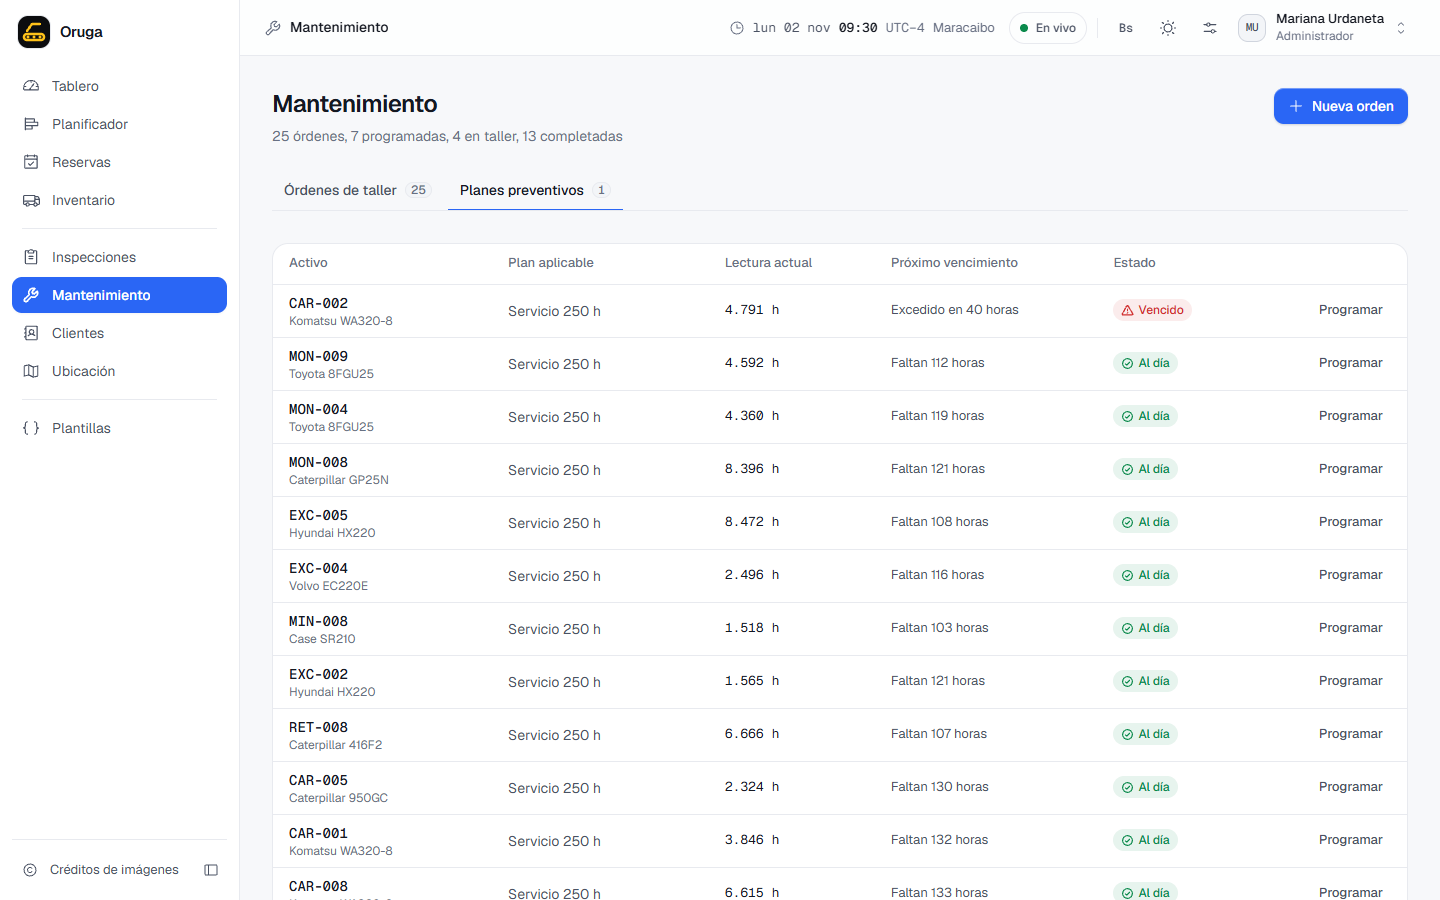 Oruga
Tablero
Planificador
Reservas
Inventario
Inspecciones
Mantenimiento
Clientes
Ubicación
Plantillas
Créditos de imágenes
Mantenimiento
lun 02 nov 09:30 UTC−4 Maracaibo
En vivo
Bs
MU
Mariana Urdaneta
Administrador
Mantenimiento
25 órdenes, 7 programadas, 4 en taller, 13 completadas
Nueva orden
Órdenes de taller 25
Planes preventivos 1
Activo Plan aplicable Lectura actual Próximo vencimiento Estado
CAR-002
Komatsu WA320-8
Servicio 250 h 4.791 h Excedido en 40 horas Vencido Programar
MON-009
Toyota 8FGU25
Servicio 250 h 4.592 h Faltan 112 horas Al día Programar
MON-004
Toyota 8FGU25
Servicio 250 h 4.360 h Faltan 119 horas Al día Programar
MON-008
Caterpillar GP25N
Servicio 250 h 8.396 h Faltan 121 horas Al día Programar
EXC-005
Hyundai HX220
Servicio 250 h 8.472 h Faltan 108 horas Al día Programar
EXC-004
Volvo EC220E
Servicio 250 h 2.496 h Faltan 116 horas Al día Programar
MIN-008
Case SR210
Servicio 250 h 1.518 h Faltan 103 horas Al día Programar
EXC-002
Hyundai HX220
Servicio 250 h 1.565 h Faltan 121 horas Al día Programar
RET-008
Caterpillar 416F2
Servicio 250 h 6.666 h Faltan 107 horas Al día Programar
CAR-005
Caterpillar 950GC
Servicio 250 h 2.324 h Faltan 130 horas Al día Programar
CAR-001
Komatsu WA320-8
Servicio 250 h 3.846 h Faltan 132 horas Al día Programar
CAR-008
Servicio 250 h 6.615 h Faltan 133 horas Al día Programar